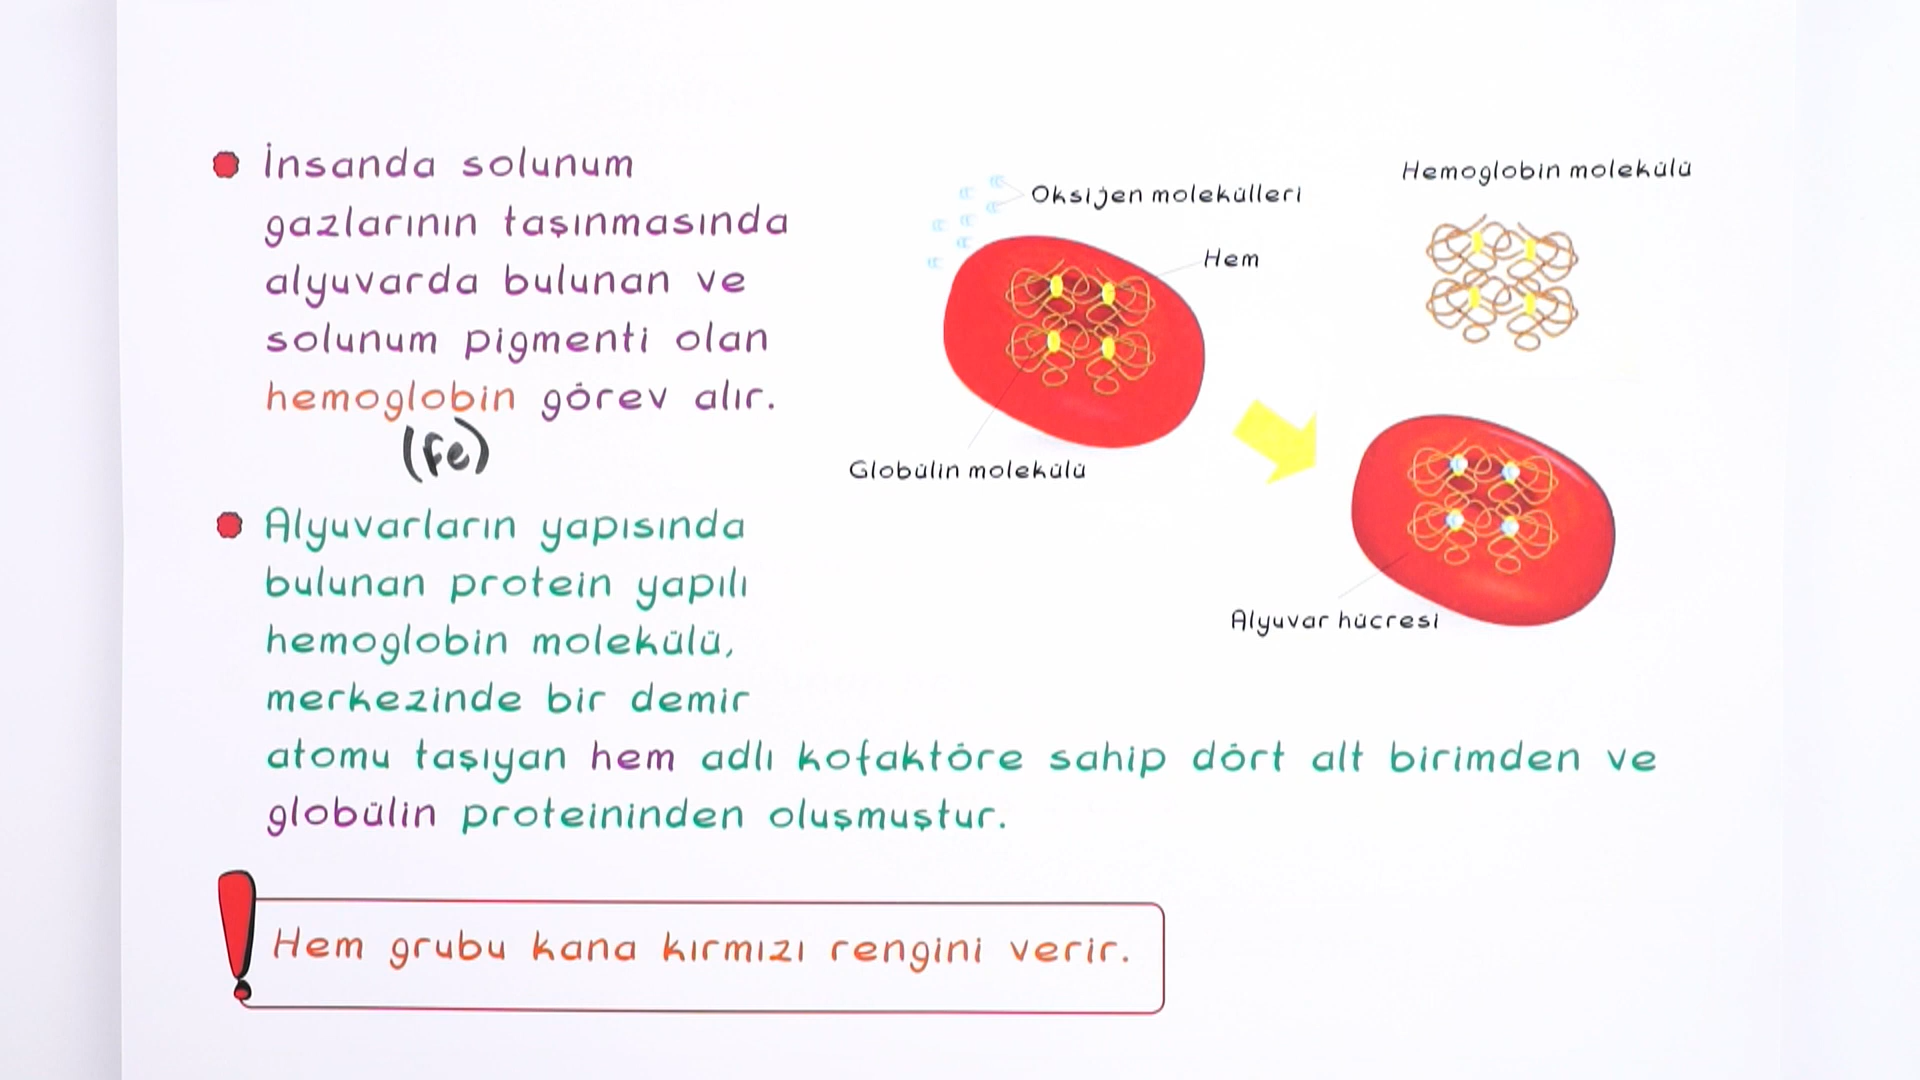 İnsanda solunum
gazlarının taşınmasında
alyuvarda bulunan ve
solunum pigmenti olan
hemoglobin görev alır.
(Fe)
Alyuvarların yapısında
bulunan protein yapılı
hemoglobin molekülü,
merkezinde bir demir
atomu taşıyan hem adlı kofaktöre sahip dört alt birimden ve
globülin proteininden oluşmuştur.
Hem grubu kana kırmızı rengini verir.
Oksijen molekülleri
Hem
Globülin molekülü
Hemoglobin molekülü
Alyuvar hücresi